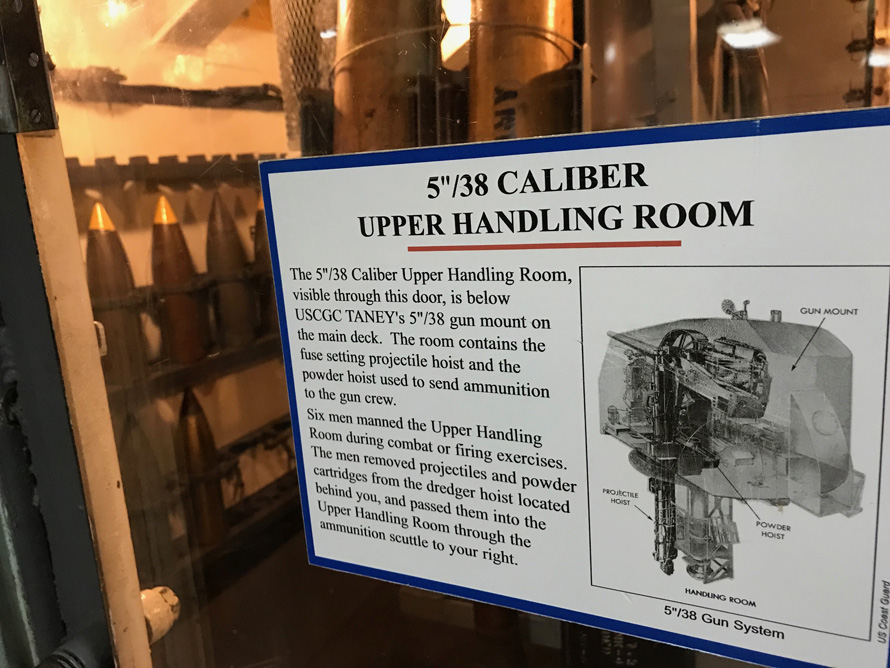 5"/38 CALIBER
UPPER HANDLING ROOM
The 5"/38 Caliber Upper Handling Room,
visible through this door, is below
USCGC TANEY's 5"/38 gun mount on
the main deck. The room contains the
fuse setting projectile hoist and the
powder hoist used to send ammunition
to the gun crew.
Six men manned the Upper Handling
Room during combat or firing exercises.
The men removed projectiles and powder
cartridges from the dredger hoist located
behind you, and passed them into the
Upper Handling Room through the
ammunition scuttle to your right.
GUN MOUNT
PROJECTILE
HOIST
POWDER
HOIST
HANDLING ROOM
5"/38 Gun System
US Coast Guard